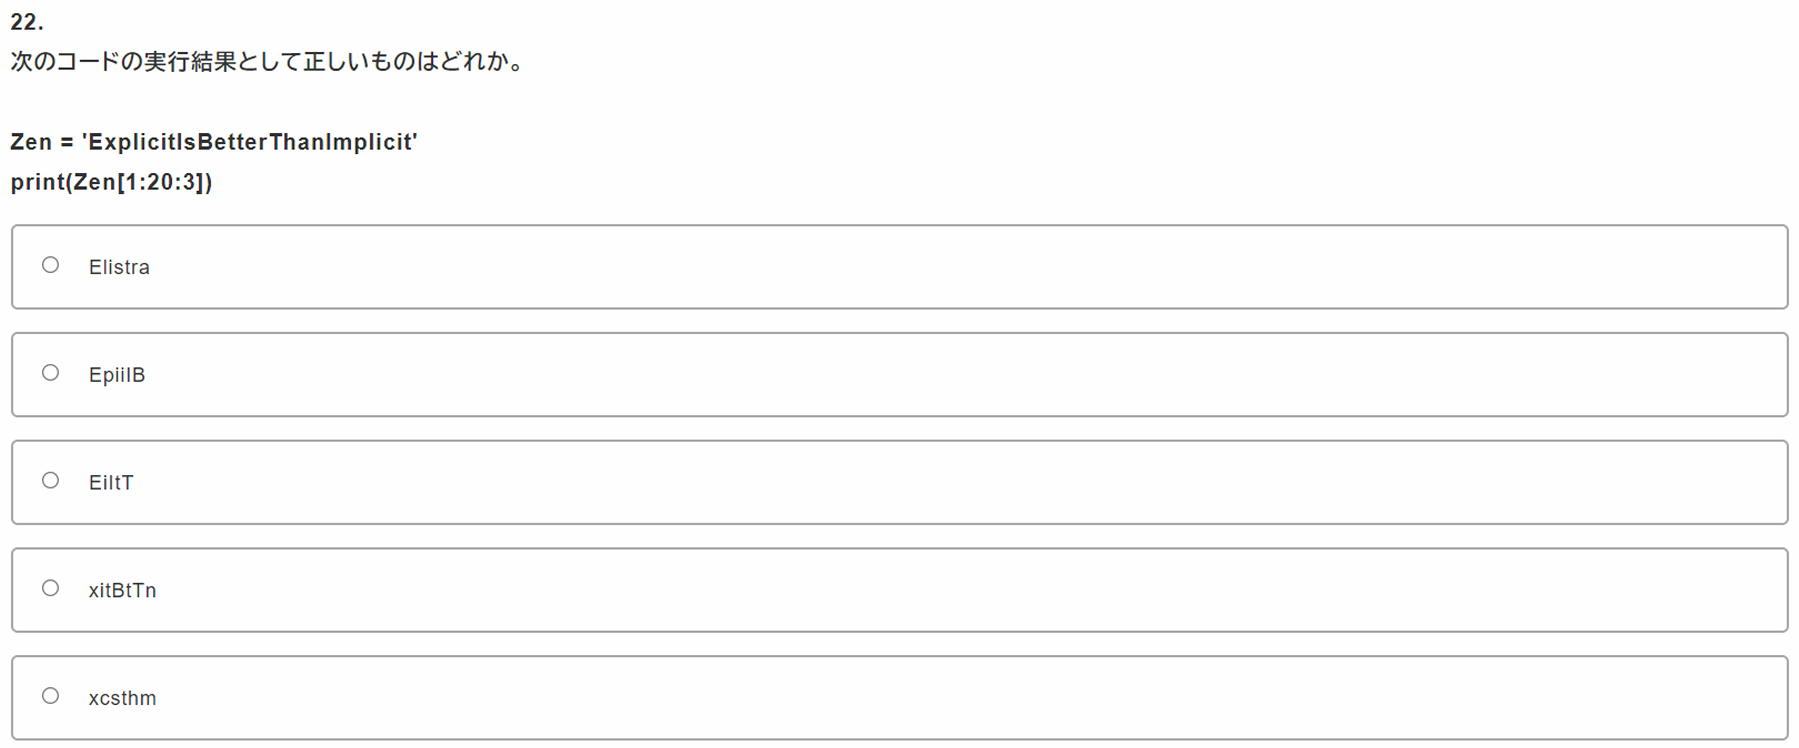 22.
次のコードの実行結果として正しいものはどれか。
Zen = 'ExplicitIsBetterThanImplicit'
print(Zen[1:20:3])
Elistra
EpiiIB
EiItT
xitBtTn
xcsthm